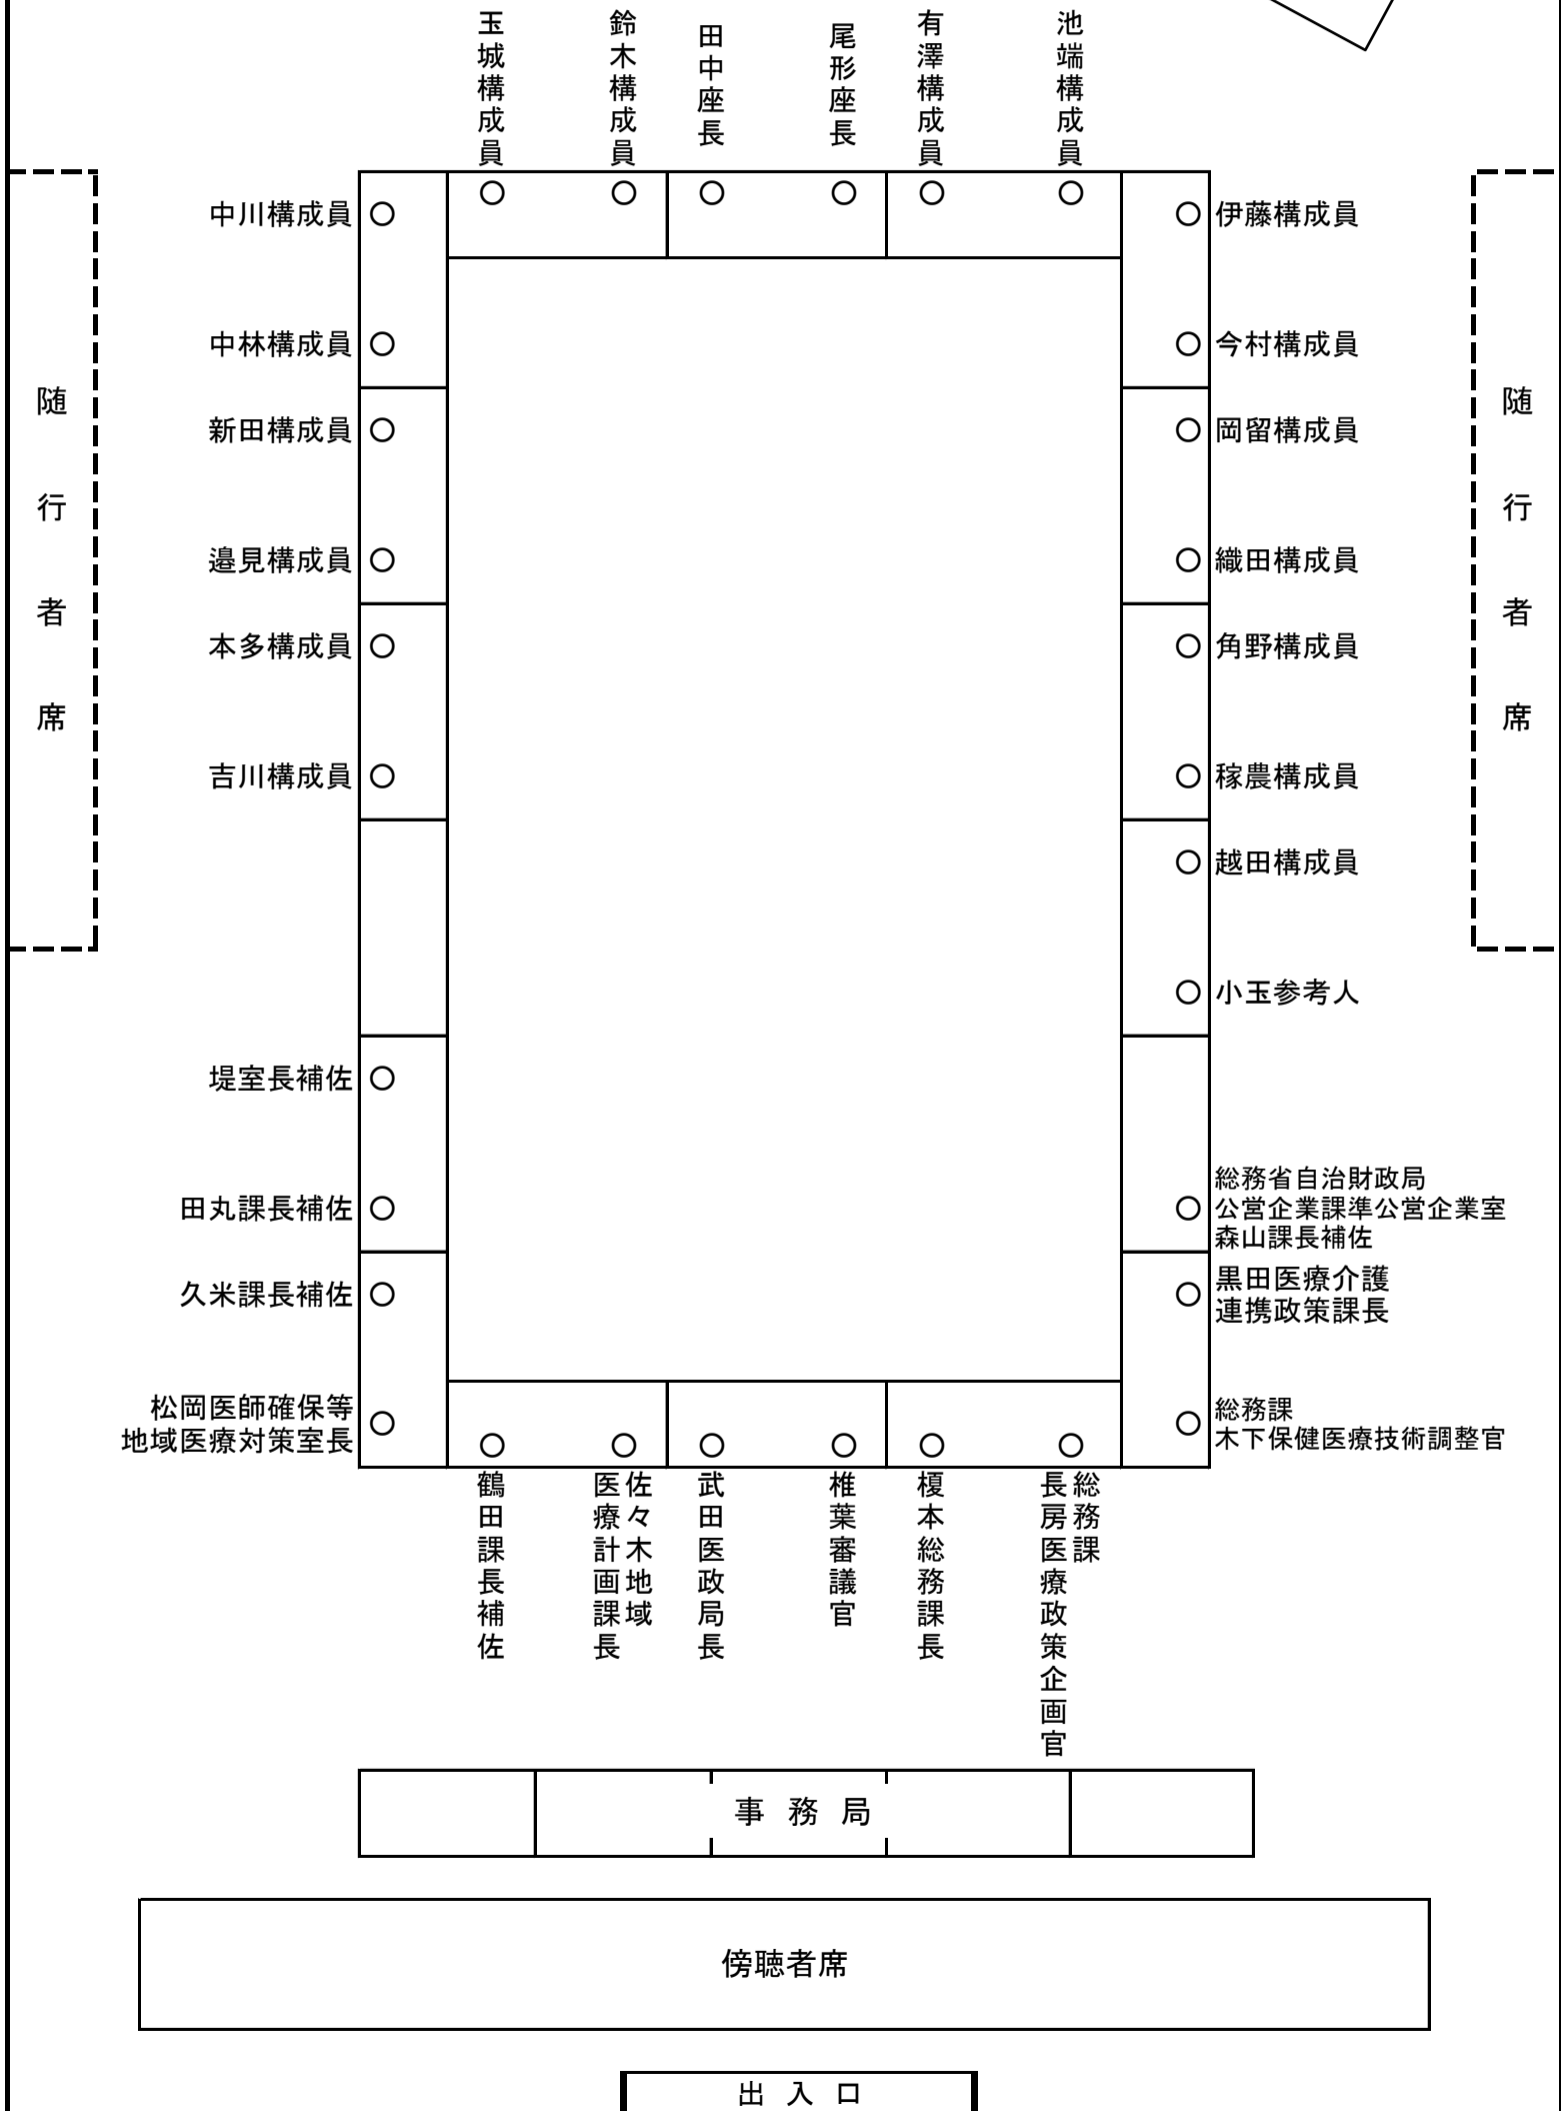 玉城構成員
鈴木構成員
田中座長
尾形座長
有澤構成員
池端構成員
中川構成員
中林構成員
新田構成員
邉見構成員
本多構成員
吉川構成員
堤室長補佐
田丸課長補佐
久米課長補佐
松岡医師確保等
地域医療対策室長
伊藤構成員
今村構成員
岡留構成員
織田構成員
角野構成員
稼農構成員
越田構成員
小玉参考人
総務省自治財政局
公営企業課準公営企業室
森山課長補佐
黒田医療介護
連携政策課長
総務課
木下保健医療技術調整官
随行者席
随行者席
鶴田課長補佐
佐々木地域
医療計画課長
武田医政局長
椎葉審議官
榎本総務課長
総務課
長房医療政策企画官
事務局
傍聴者席
出入口